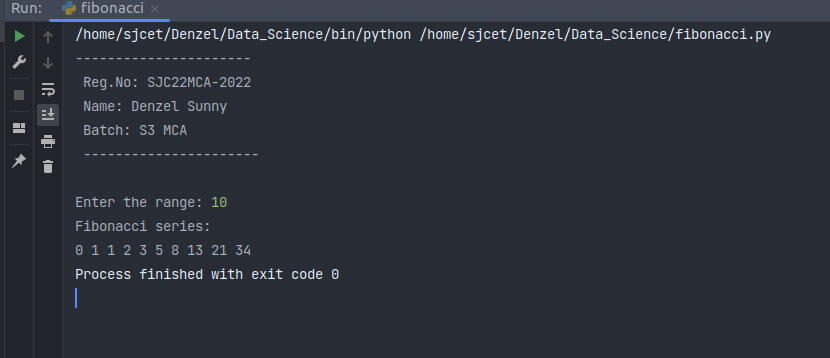 Run: fibonacci ×
/home/sjcet/Denzel/Data_Science/bin/python /home/sjcet/Denzel/Data_Science/fibonacci.py
----------------------
Reg.No: SJC22MCA-2022
Name: Denzel Sunny
Batch: S3 MCA
----------------------
Enter the range: 10
Fibonacci series:
0 1 1 2 3 5 8 13 21 34
Process finished with exit code 0